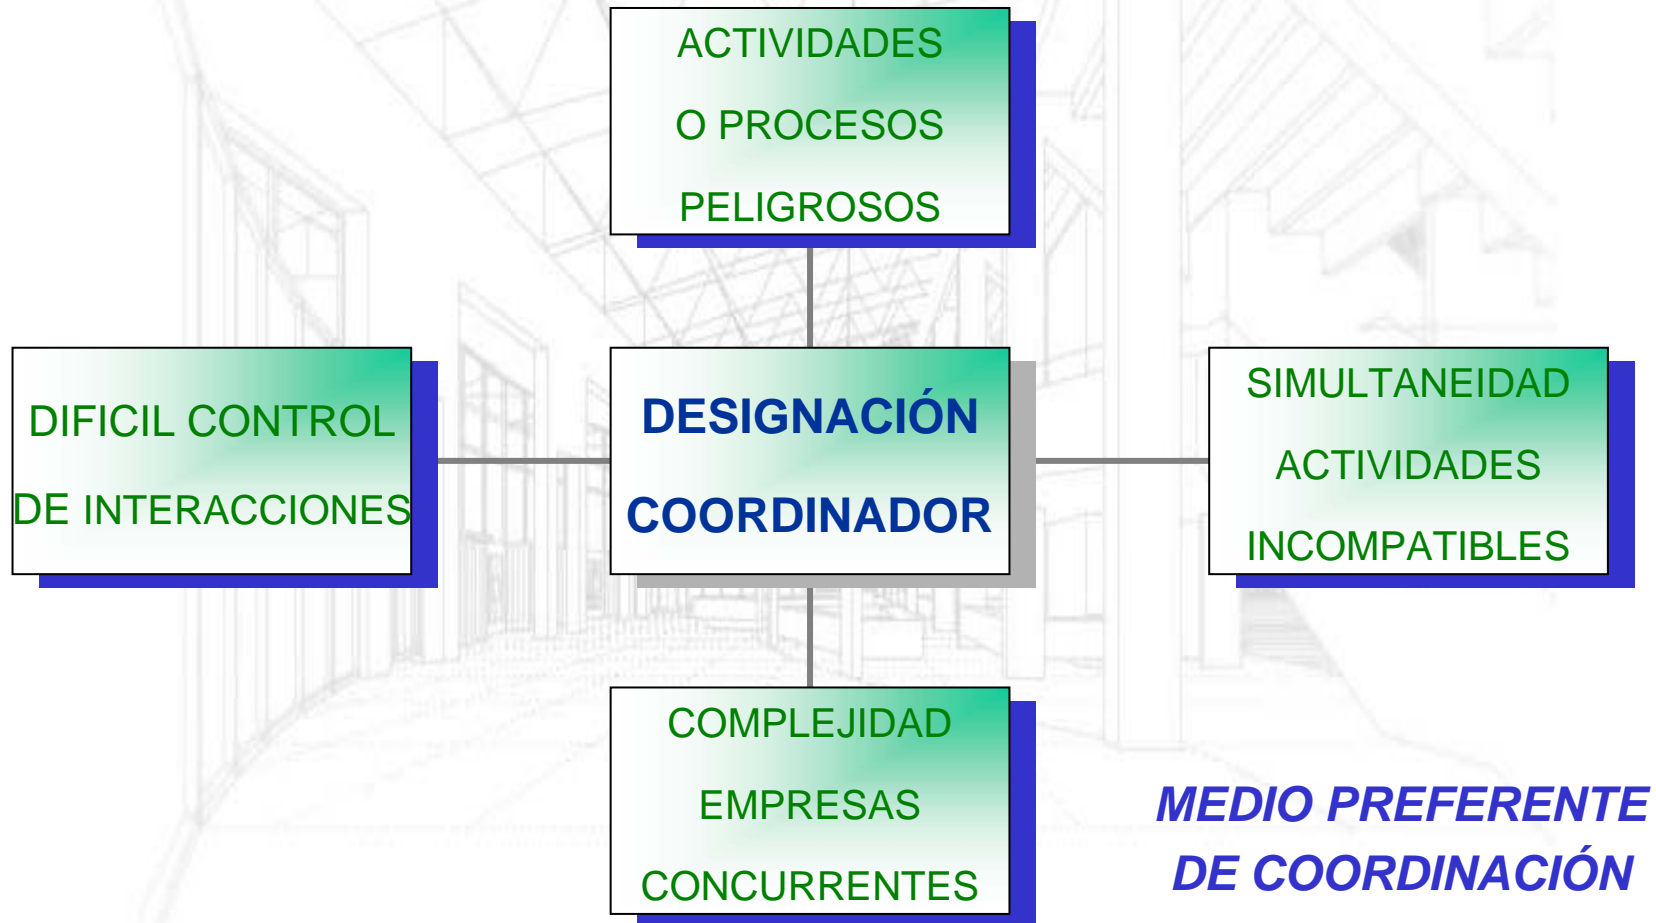 ACTIVIDADES
O PROCESOS
PELIGROSOS
DIFICIL CONTROL
DE INTERACCIONES
DESIGNACIÓN
COORDINADOR
SIMULTANEIDAD
ACTIVIDADES
INCOMPATIBLES
COMPLEJIDAD
EMPRESAS
CONCURRENTES
MEDIO PREFERENTE
DE COORDINACIÓN